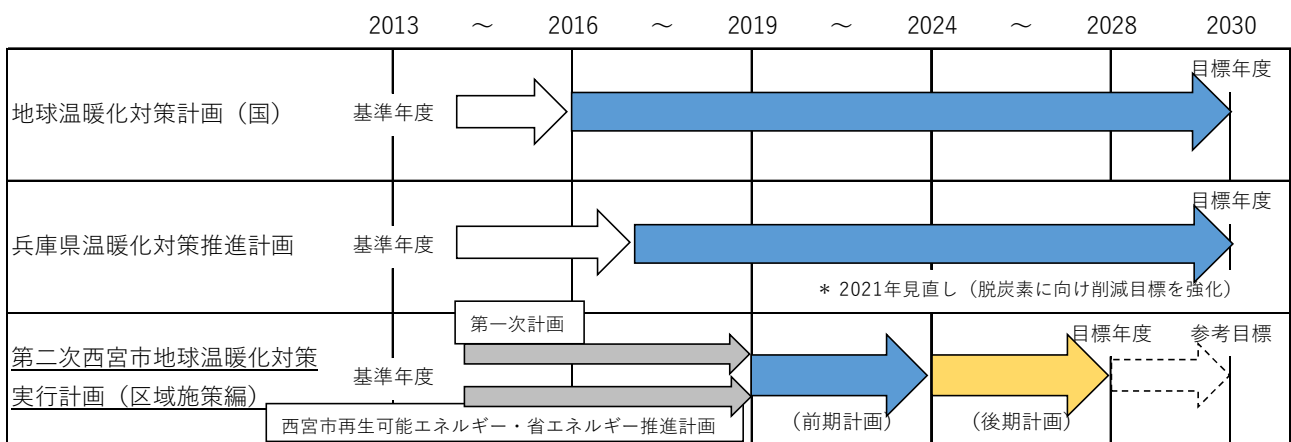 2013 ～ 2016 ～ 2019 ～ 2024 ～ 2028 2030
目標年度
地球温暖化対策計画（国） 基準年度
目標年度
兵庫県温暖化対策推進計画 基準年度
＊ 2021年見直し（脱炭素に向け削減目標を強化）
第一次計画
目標年度 参考目標
第二次西宮市地球温暖化対策
実行計画（区域施策編） 基準年度
（前期計画） （後期計画）
西宮市再生可能エネルギー・省エネルギー推進計画